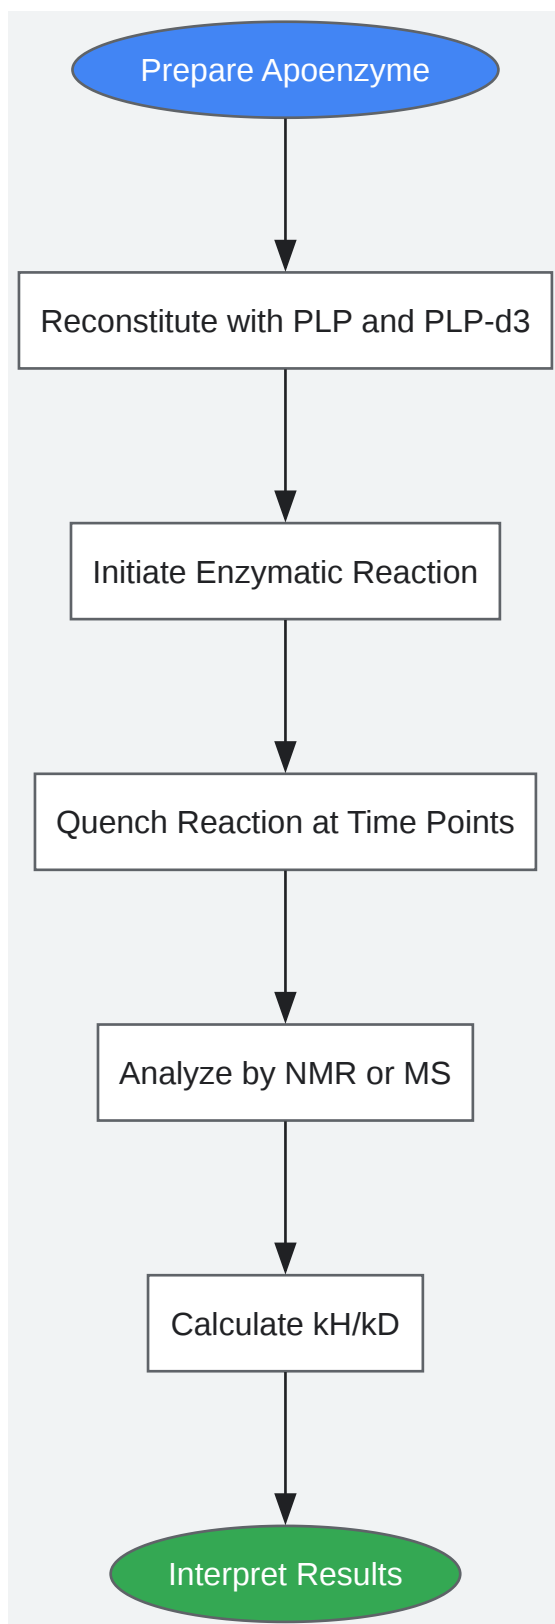 Prepare Apoenzyme
Reconstitute with PLP and PLP-d3
Initiate Enzymatic Reaction
Quench Reaction at Time Points
Analyze by NMR or MS
Calculate kH/kD
Interpret Results